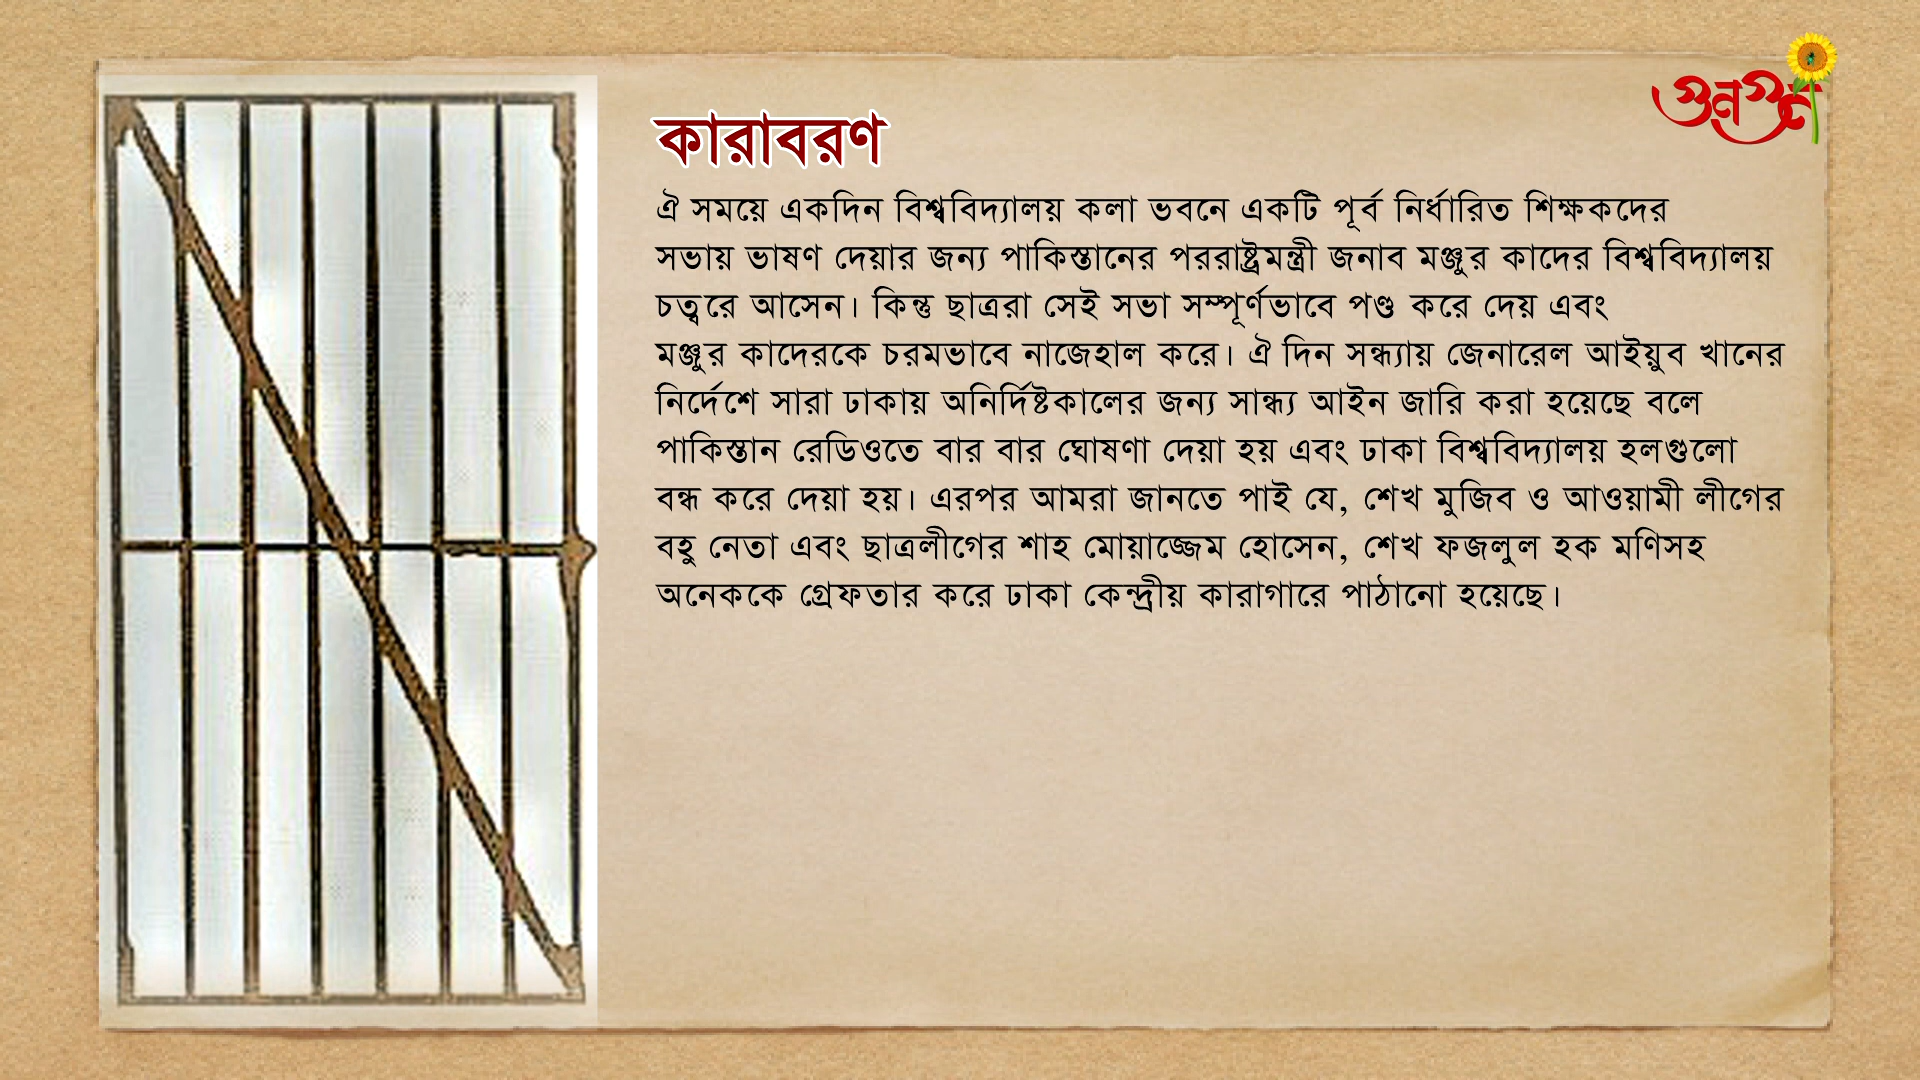 গুনগুন
কারাবরণ
ঐ সময়ে একদিন বিশ্ববিদ্যালয় কলা ভবনে একটি পূর্ব নির্ধারিত শিক্ষকদের
সভায় ভাষণ দেয়ার জন্য পাকিস্তানের পররাষ্ট্রমন্ত্রী জনাব মঞ্জুর কাদের বিশ্ববিদ্যালয়
চত্বরে আসেন। কিন্তু ছাত্ররা সেই সভা সম্পূর্ণভাবে পণ্ড করে দেয় এবং
মঞ্জুর কাদেরকে চরমভাবে নাজেহাল করে। ঐ দিন সন্ধ্যায় জেনারেল আইয়ুব খানের
নির্দেশে সারা ঢাকায় অনির্দিষ্টকালের জন্য সান্ধ্য আইন জারি করা হয়েছে বলে
পাকিস্তান রেডিওতে বার বার ঘোষণা দেয়া হয় এবং ঢাকা বিশ্ববিদ্যালয় হলগুলো
বন্ধ করে দেয়া হয়। এরপর আমরা জানতে পাই যে, শেখ মুজিব ও আওয়ামী লীগের
বহু নেতা এবং ছাত্রলীগের শাহ মোয়াজ্জেম হোসেন, শেখ ফজলুল হক মণিসহ
অনেককে গ্রেফতার করে ঢাকা কেন্দ্রীয় কারাগারে পাঠানো হয়েছে।